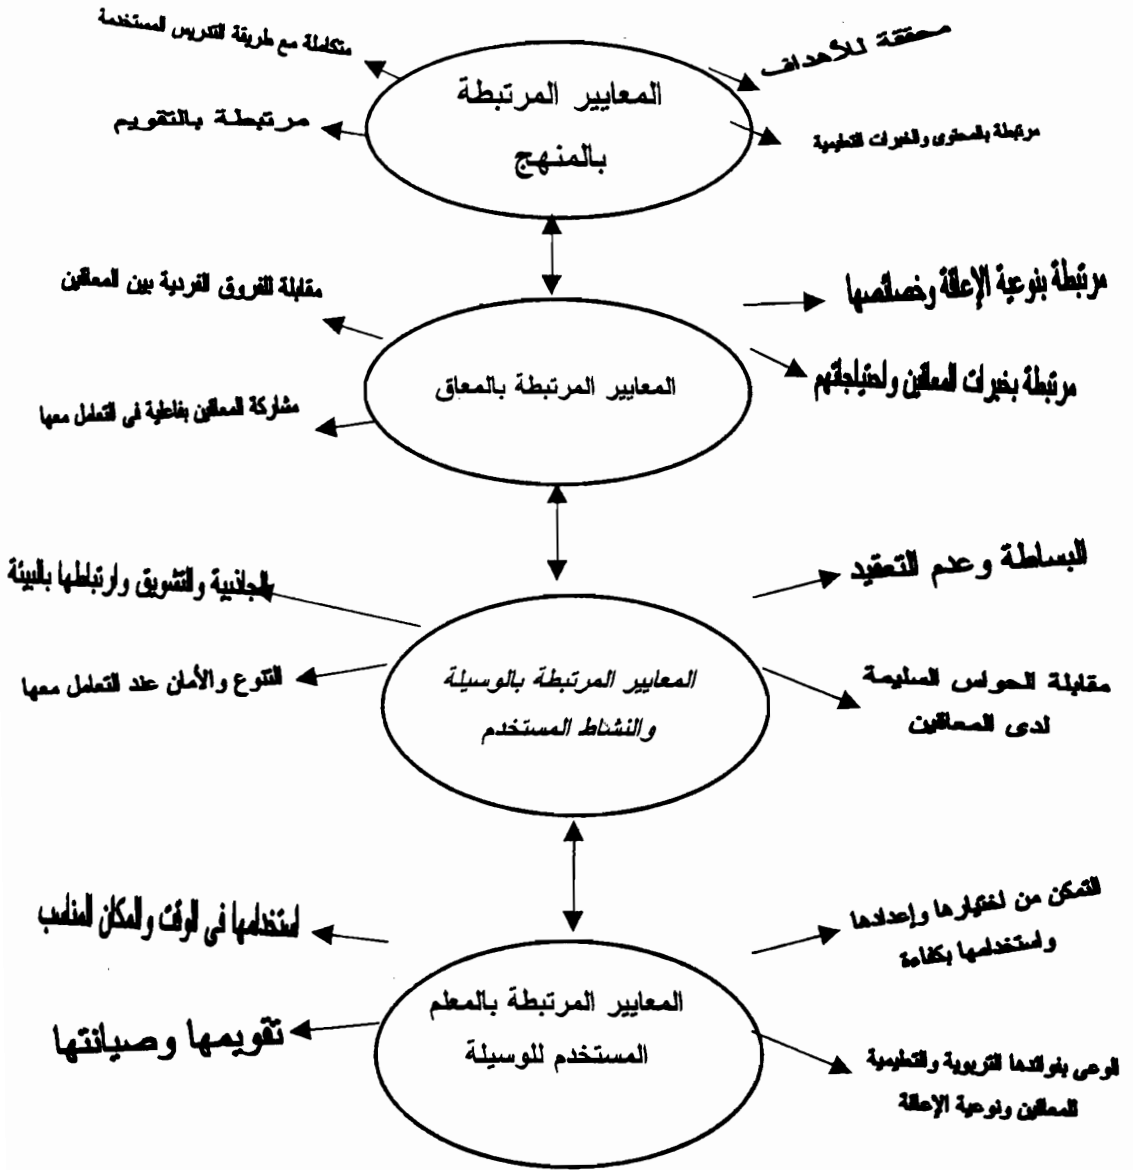 محققة للأهداف
متكاملة مع طريقة التدريس المستخدمة
المعايير المرتبطة
بالمنهج
مرتبطة بالمحتوى والخبرات التعليمية
مرتبطة بالتقويم
مرتبطة بنوعية الإعاقة وخصائصها
مقابلة للفروق الفردية بين المعاقين
المعايير المرتبطة بالمعاق
مرتبطة بخبرات المعاقين واحتياجاتهم
مشاركة المعاقين بفاعلية فى التعامل معها
البساطة وعدم التعقيد
الجاذبية والتشويق وارتباطها بالبيئة
المعايير المرتبطة بالوسيلة
والنشاط المستخدم
مقابلة الحواس السليمة
لدى المعاقين
التنوع والأمان عند التعامل معها
التمكن من اختيارها وإعدادها
واستخدامها بكفاءة
استخدامها فى الوقت والمكان المناسب
المعايير المرتبطة بالمعلم
المستخدم للوسيلة
الوعى بفوائدها التربوية والتعليمية
للمعاقين ونوعية الإعاقة
تقويمها وصيانتها